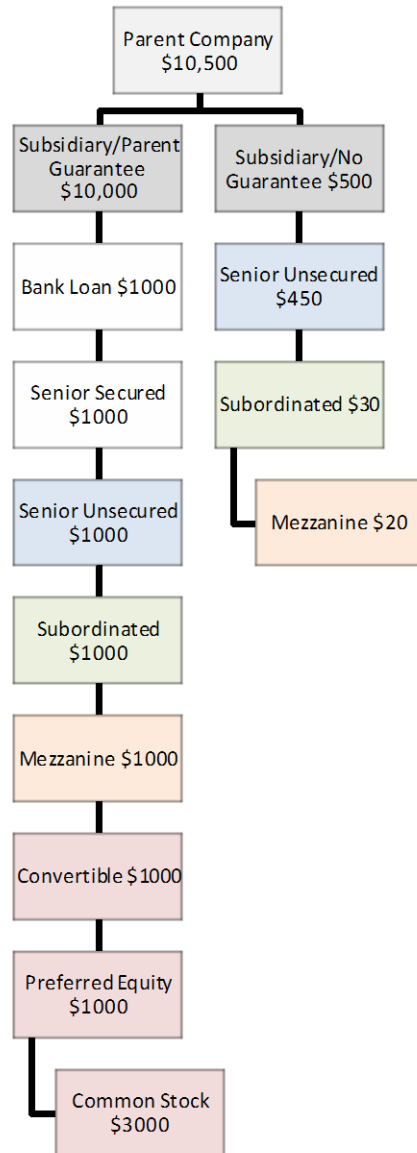 Parent Company
$10,500
Subsidiary/Parent
Guarantee
$10,000
Subsidiary/No
Guarantee $500
Bank Loan $1000
Senior Unsecured
$450
Senior Secured
$1000
Subordinated $30
Senior Unsecured
$1000
Mezzanine $20
Subordinated
$1000
Mezzanine $1000
Convertible $1000
Preferred Equity
$1000
Common Stock
$3000